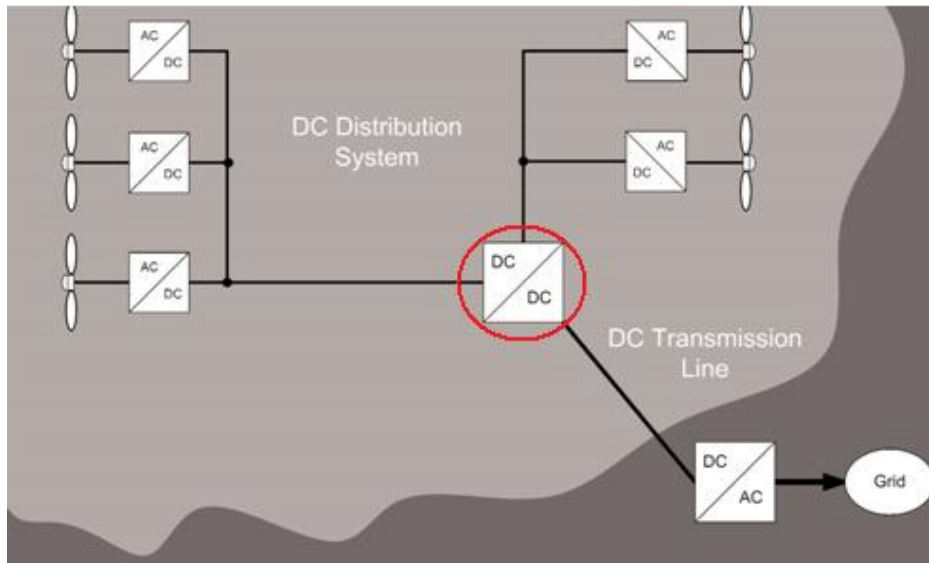 AC
DC
AC
DC
AC
DC
AC
DC
DC Distribution
System
AC
DC
DC
DC
DC Transmission
Line
DC
AC
Grid